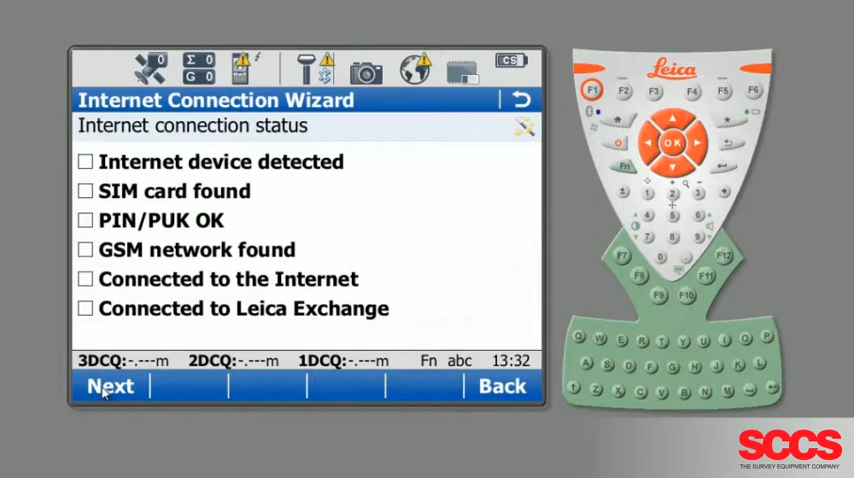 0
Σ 0
G 0
CS
Internet Connection Wizard
Internet connection status
Internet device detected
SIM card found
PIN/PUK OK
GSM network found
Connected to the Internet
Connected to Leica Exchange
3DCQ:-.---m 2DCQ:-.---m 1DCQ:-.---m Fn abc 13:32
Next Back
Leica
F1 F2 F3 F4 F5 F6
OK
Fn
1 2 3
4 5 6
7 8 9
0 .
F7 F12
F8 F11
F9 F10
Q W E R T Y U I O P
A S D F G H J K L
Z X C V B N M
SCCS
THE SURVEY EQUIPMENT COMPANY